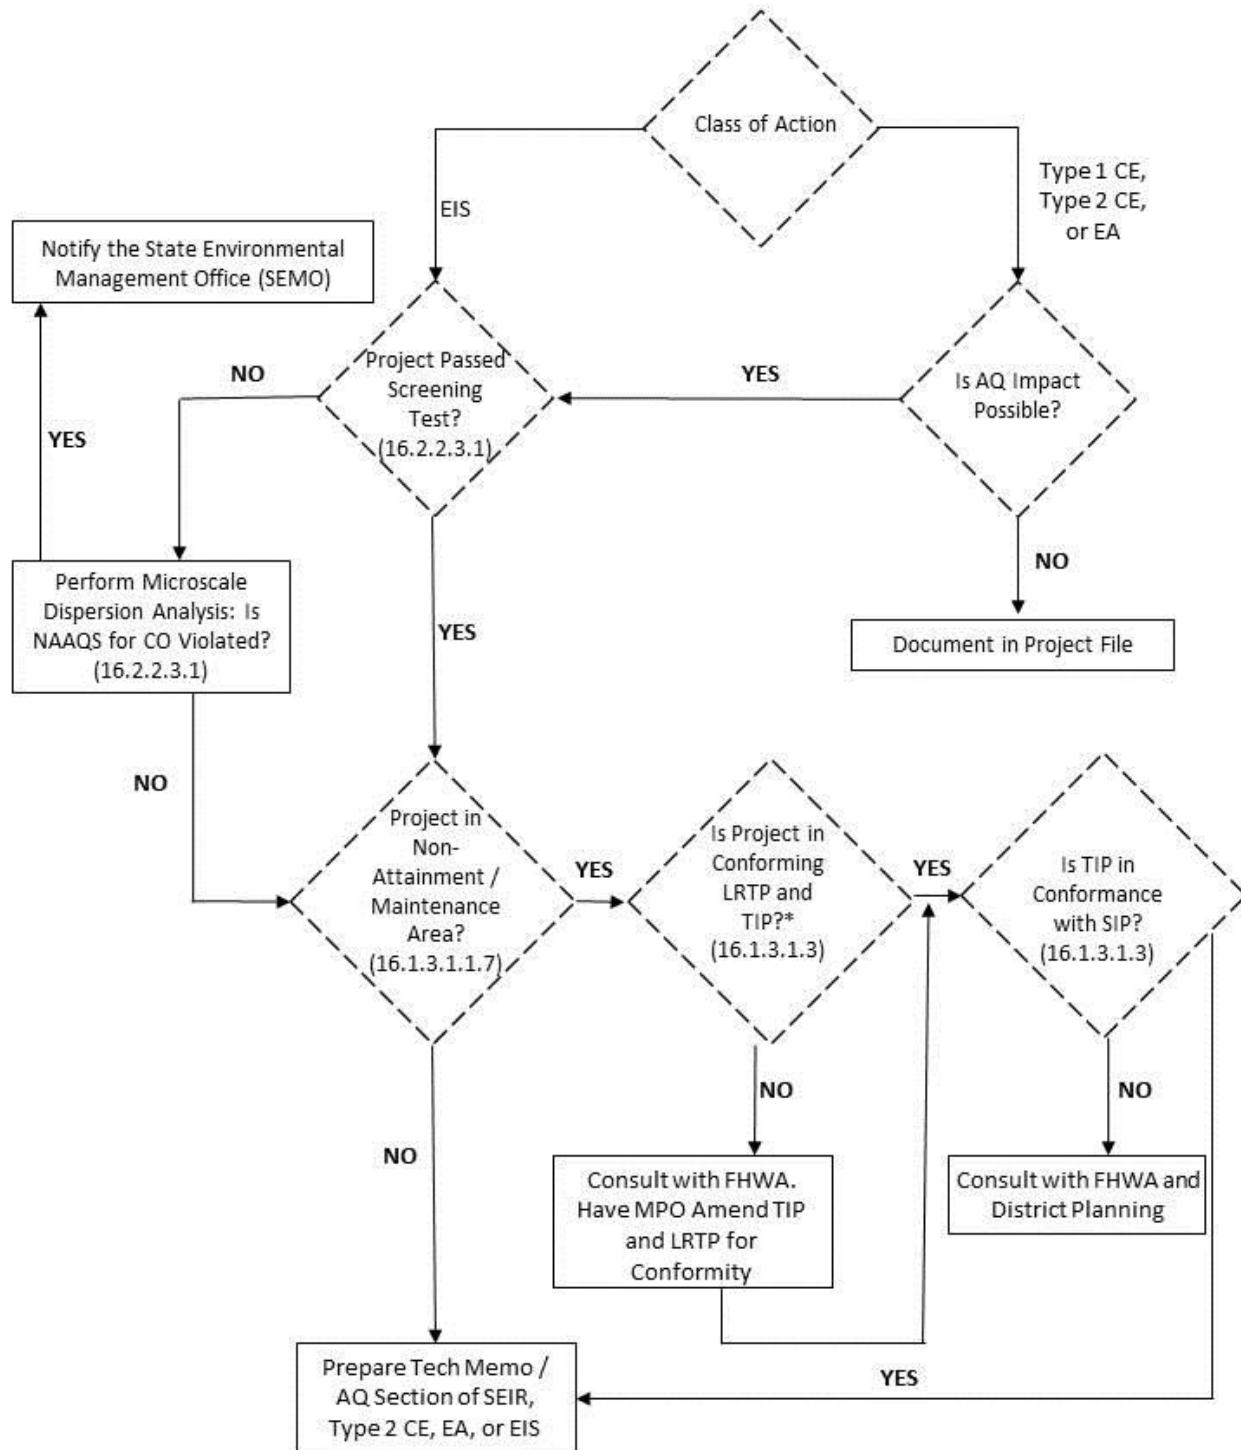 Class of Action
EIS
Type 1 CE,
Type 2 CE,
or EA
Notify the State Environmental
Management Office (SEMO)
Project Passed
Screening
Test?
(16.2.2.3.1)
NO
YES
Is AQ Impact
Possible?
YES
NO
Document in Project File
Perform Microscale
Dispersion Analysis: Is
NAAQS for CO Violated?
(16.2.2.3.1)
YES
NO
Project in
Non-
Attainment /
Maintenance
Area?
(16.1.3.1.1.7)
YES
Is Project in
Conforming
LRTP and
TIP?*
(16.1.3.1.3)
YES
Is TIP in
Conformance
with SIP?
(16.1.3.1.3)
NO
NO
NO
Consult with FHWA.
Have MPO Amend TIP
and LRTP for
Conformity
Consult with FHWA and
District Planning
Prepare Tech Memo /
AQ Section of SEIR,
Type 2 CE, EA, or EIS
YES